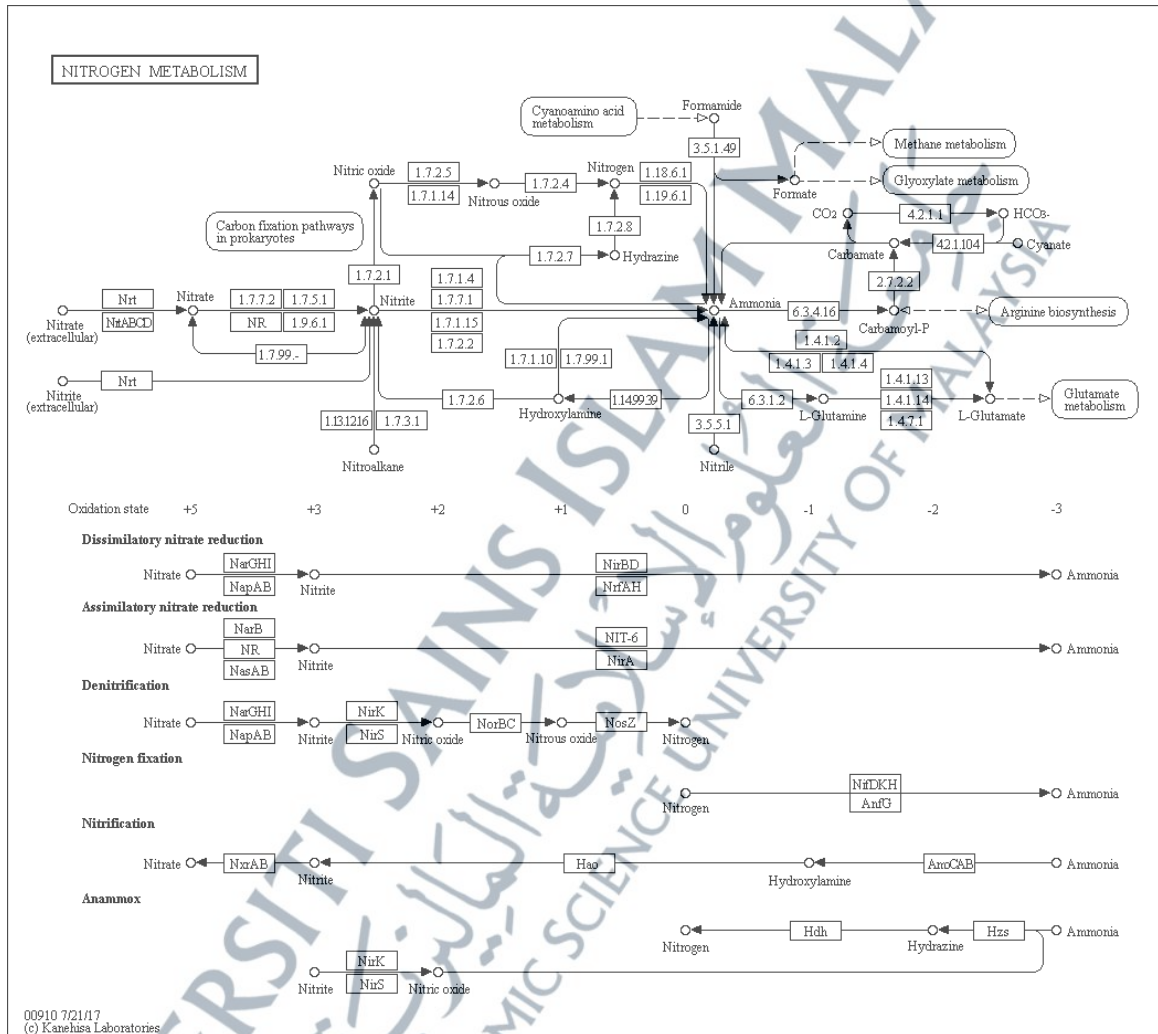 NITROGEN METABOLISM
Cyanoamino acid
metabolism
Formamide
3.5.1.49
Methane metabolism
Glyoxylate metabolism
Formate
Nitric oxide
1.7.2.5
1.7.1.14
Nitrous oxide
1.7.2.4
Nitrogen
1.18.6.1
1.19.6.1
CO2
4.2.1.1
HCO3-
Carbon fixation pathways
in prokaryotes
1.7.2.8
1.7.2.7
Hydrazine
Carbamate
4.2.1.104
Cyanate
1.7.2.1
2.7.2.2
Nrt
NrtABCD
Nitrate
(extracellular)
Nitrate
1.7.7.2
1.7.5.1
NR
1.9.6.1
1.7.99.-
Nitrite
1.7.1.4
1.7.7.1
1.7.1.15
1.7.2.2
Ammonia
6.3.4.16
Carbamoyl-P
Arginine biosynthesis
1.4.1.2
1.4.1.3
1.4.1.4
Nrt
Nitrite
(extracellular)
1.7.1.10
1.7.99.1
1.7.2.6
Hydroxylamine
1.14.99.39
6.3.1.2
L-Glutamine
1.4.1.13
1.4.1.14
1.4.7.1
L-Glutamate
Glutamate
metabolism
1.13.12.16
1.7.3.1
3.5.5.1
Nitroalkane
Nitrile
Oxidation state +5 +3 +2 +1 0 -1 -2 -3
Dissimilatory nitrate reduction
NarGHI
NapAB
NirBD
NrfAH
Nitrate
Nitrite
Ammonia
Assimilatory nitrate reduction
NarB
NR
NasAB
NIT-6
NirA
Nitrate
Nitrite
Ammonia
Denitrification
NarGHI
NapAB
NirK
NirS
NorBC
NosZ
Nitrate
Nitrite
Nitric oxide
Nitrous oxide
Nitrogen
Nitrogen fixation
NifDKH
AnfG
Nitrogen
Ammonia
Nitrification
Nitrate
NxrAB
Nitrite
Hao
Hydroxylamine
AmoCAB
Ammonia
Anammox
Nitrogen
Hdh
Hydrazine
Hzs
Ammonia
NirK
NirS
Nitrite
Nitric oxide
00910 7/21/17
(c) Kanehisa Laboratories
ERSITI SAINS ISLAM MALA
MIC SCIENCE UNIVERSITY OF MALAYSIA